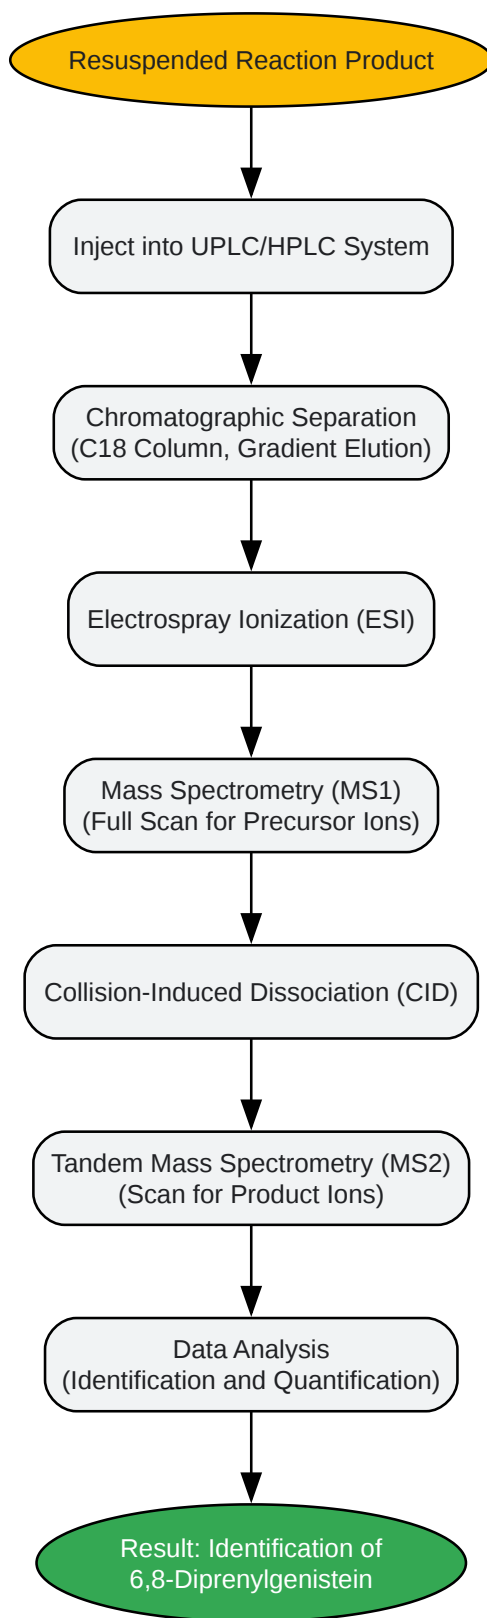 Resuspended Reaction Product
Inject into UPLC/HPLC System
Chromatographic Separation
(C18 Column, Gradient Elution)
Electrospray Ionization (ESI)
Mass Spectrometry (MS1)
(Full Scan for Precursor Ions)
Collision-Induced Dissociation (CID)
Tandem Mass Spectrometry (MS2)
(Scan for Product Ions)
Data Analysis
(Identification and Quantification)
Result: Identification of
6,8-Diprenylgenistein